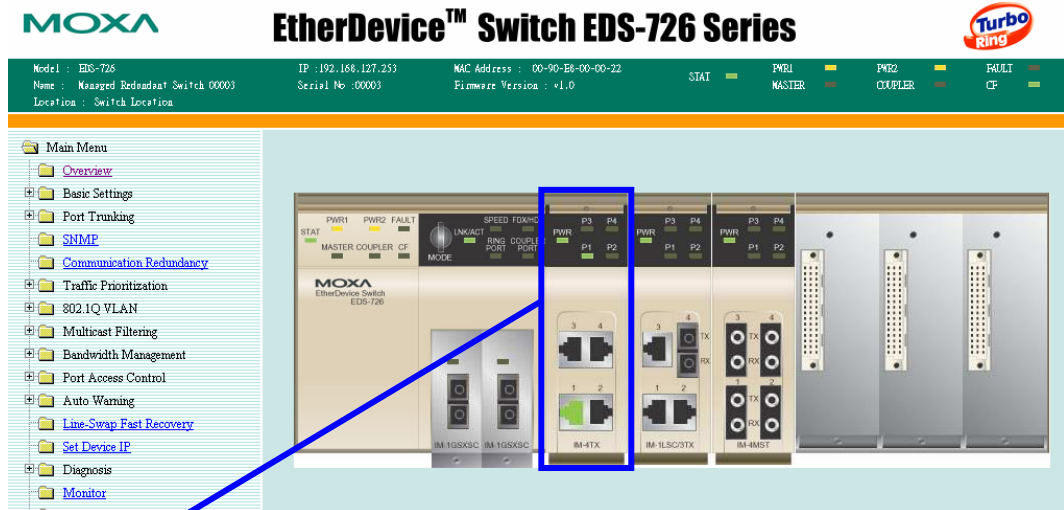 MOXA
EtherDevice™ Switch EDS-726 Series
Turbo Ring
Model : EDS-726
Name : Managed Redundant Switch 00003
Location : Switch Location
IP :192.168.127.253
Serial No :00003
MAC Address : 00-90-E8-00-00-22
Firmware Version : v1.0
STAT
PWR1
PWR2
FAULT
MASTER
COUPLER
CF
Main Menu
Overview
Basic Settings
Port Trunking
SNMP
Communication Redundancy
Traffic Prioritization
802.1Q VLAN
Multicast Filtering
Bandwidth Management
Port Access Control
Auto Warning
Line-Swap Fast Recovery
Set Device IP
Diagnosis
Monitor
PWR1 PWR2 FAULT
STAT
MASTER COUPLER CF
MOXA
EtherDevice Switch
EDS-726
MODE
LNK/ACT
SPEED FDX/HD
RING PORT
COUPLER PORT
IM-1GSXSC
IM-1GSXSC
PWR
P3 P4
P1 P2
3 4
1 2
IM-4TX
PWR
P3 P4
P1 P2
3 4
TX
RX
1 2
IM-1LSC/3TX
PWR
P3 P4
P1 P2
3 4
TX
RX
1 2
TX
RX
IM-4MST